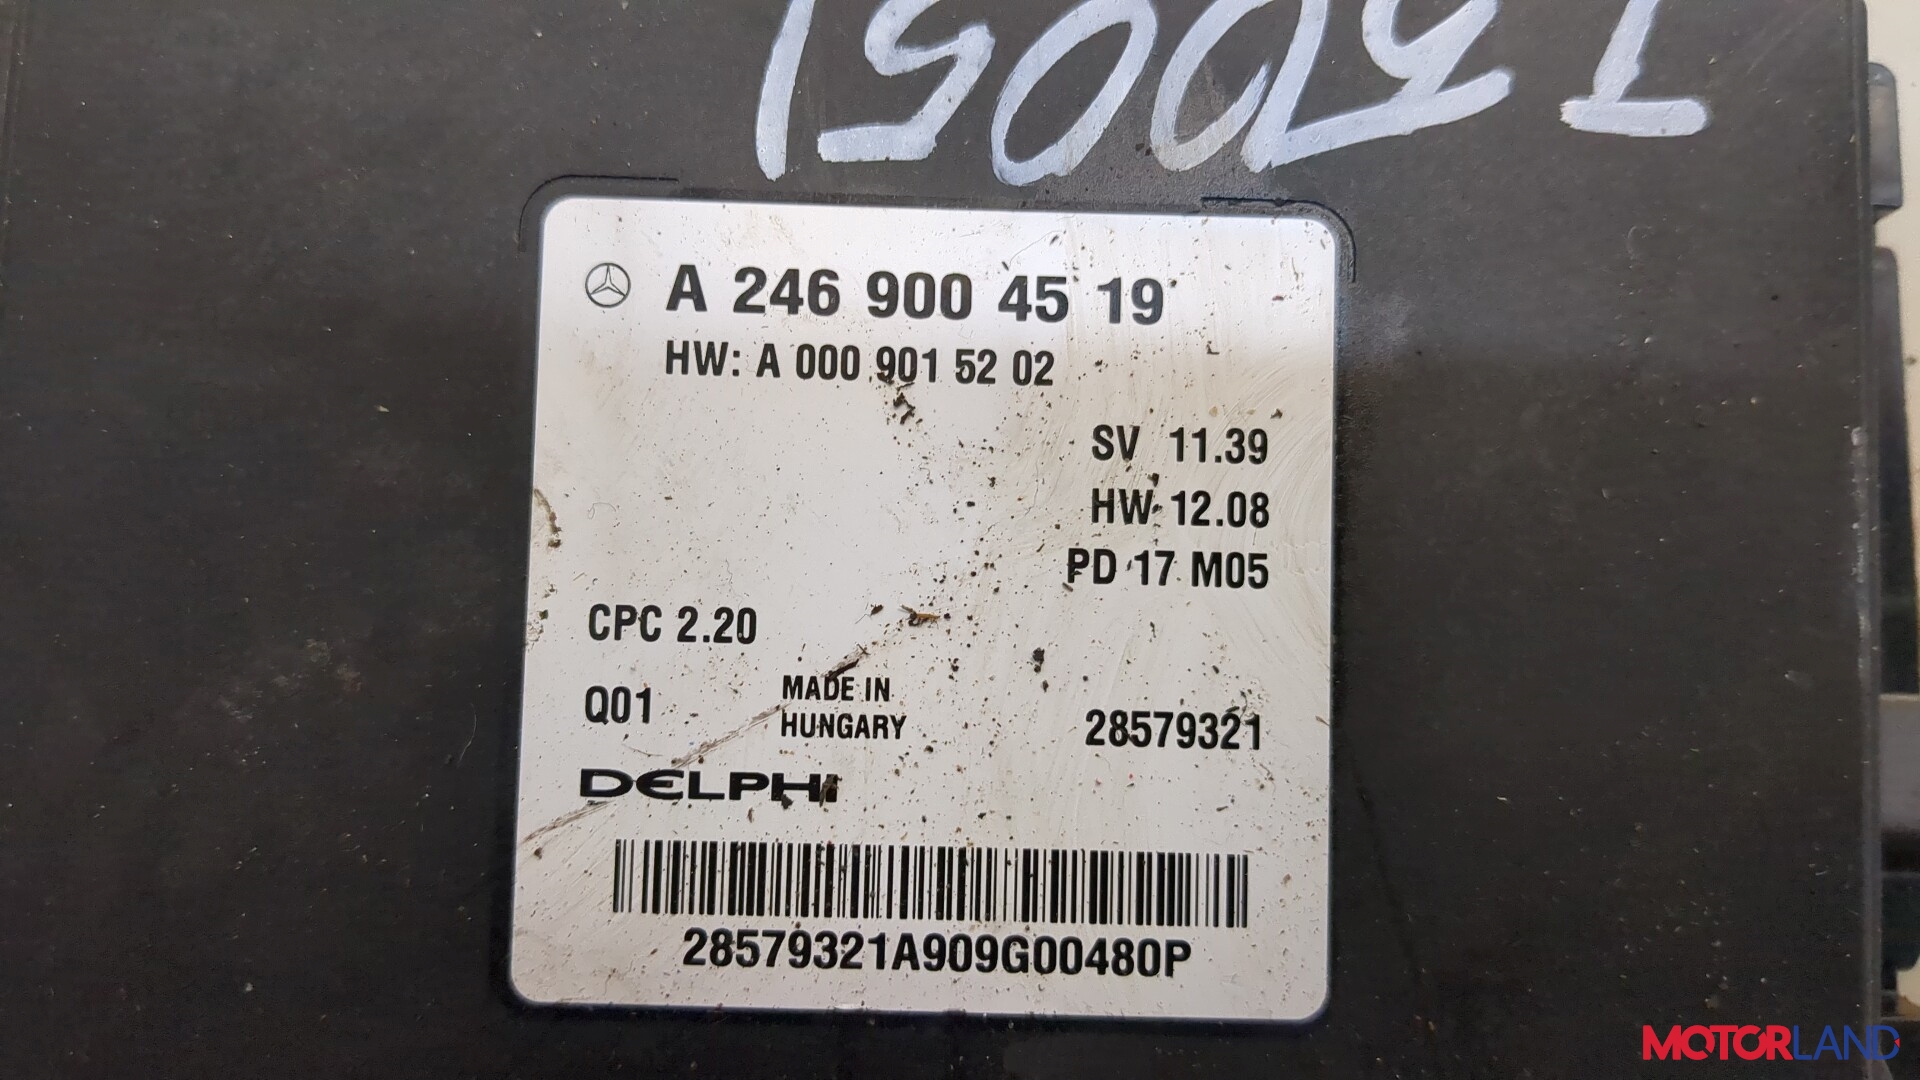 A 246 900 45 19
HW: A 000 901 52 02
SV 11.39
HW 12.08
PD 17 M05
CPC 2.20
Q01
MADE IN
HUNGARY
28579321
DELPHI
28579321A909G00480P
MOTORLAND